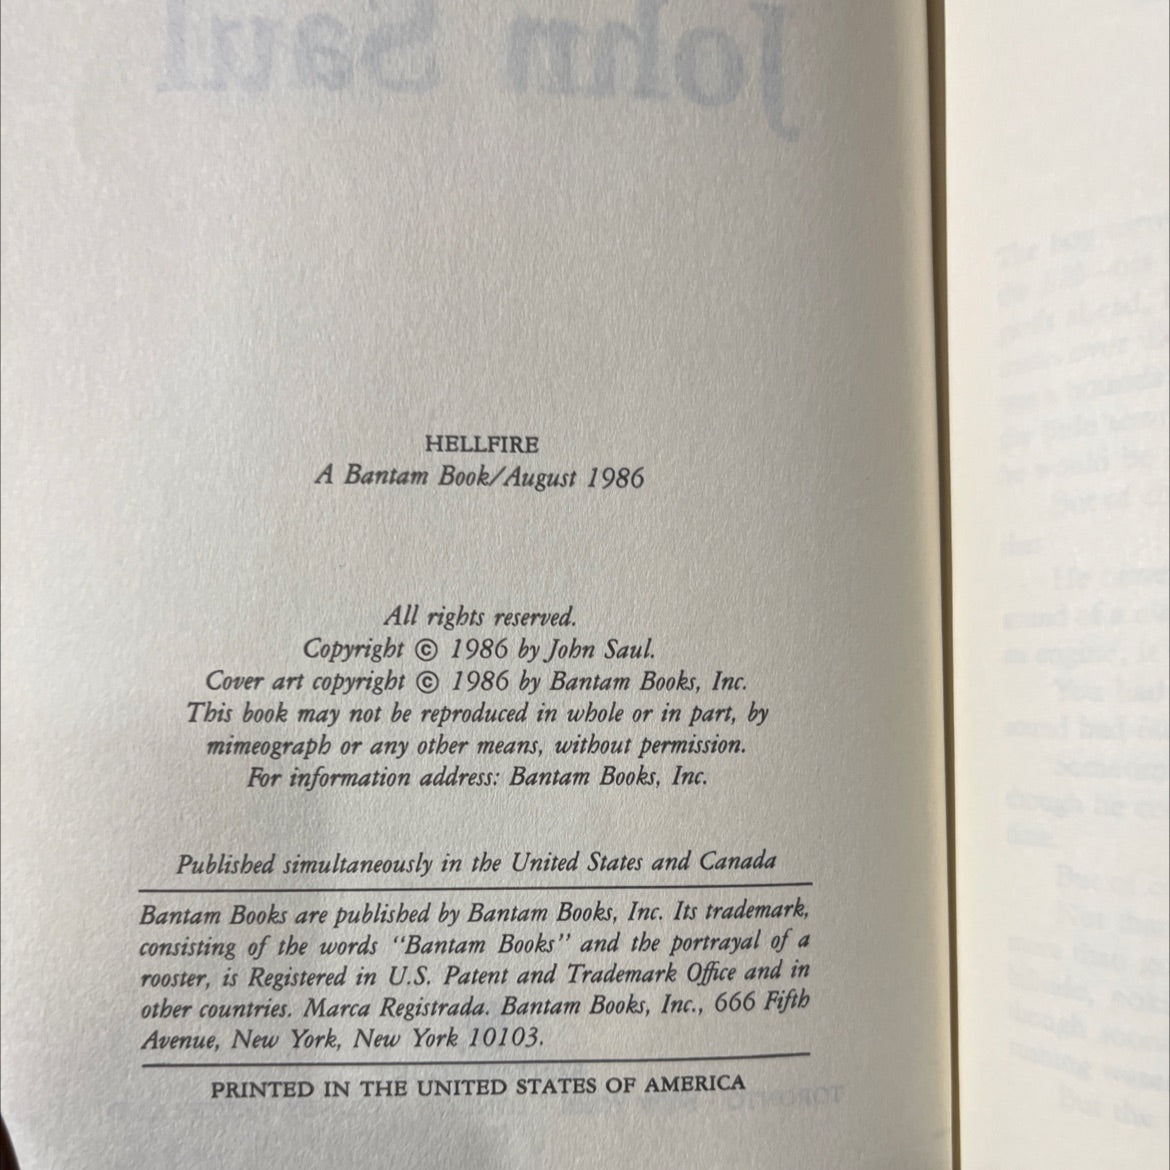 John Saul
HELLFIRE
A Bantam Book/August 1986
All rights reserved.
Copyright © 1986 by John Saul.
Cover art copyright © 1986 by Bantam Books, Inc.
This book may not be reproduced in whole or in part, by
mimeograph or any other means, without permission.
For information address: Bantam Books, Inc.
Published simultaneously in the United States and Canada
Bantam Books are published by Bantam Books, Inc. Its trademark,
consisting of the words "Bantam Books" and the portrayal of a
rooster, is Registered in U.S. Patent and Trademark Office and in
other countries. Marca Registrada. Bantam Books, Inc., 666 Fifth
Avenue, New York, New York 10103.
PRINTED IN THE UNITED STATES OF AMERICA